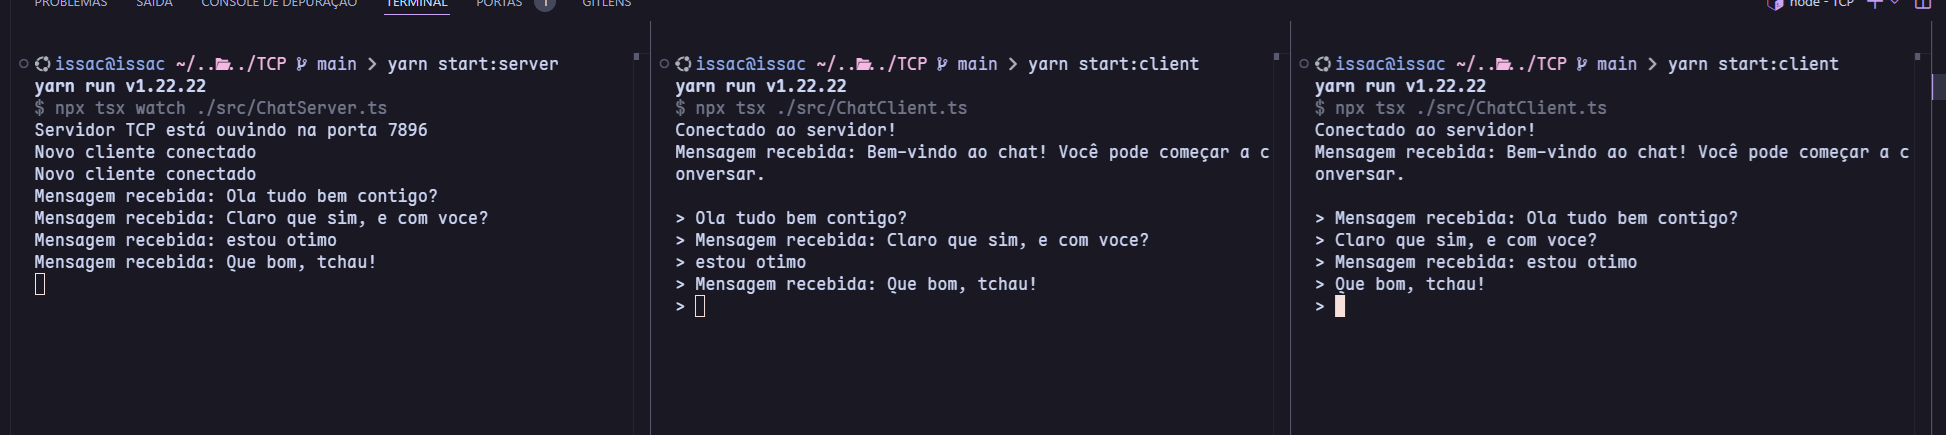 PROBLEMAS SAÍDA CONSOLE DE DEPURAÇÃO TERMINAL PORTAS 1 GITLENS node - TCP
issac@issac ~/../../TCP main > yarn start:server
yarn run v1.22.22
$ npx tsx watch ./src/ChatServer.ts
Servidor TCP está ouvindo na porta 7896
Novo cliente conectado
Novo cliente conectado
Mensagem recebida: Ola tudo bem contigo?
Mensagem recebida: Claro que sim, e com voce?
Mensagem recebida: estou otimo
Mensagem recebida: Que bom, tchau!
issac@issac ~/../../TCP main > yarn start:client
yarn run v1.22.22
$ npx tsx ./src/ChatClient.ts
Conectado ao servidor!
Mensagem recebida: Bem-vindo ao chat! Você pode começar a c
onversar.
> Ola tudo bem contigo?
> Mensagem recebida: Claro que sim, e com voce?
> estou otimo
> Mensagem recebida: Que bom, tchau!
>
issac@issac ~/../../TCP main > yarn start:client
yarn run v1.22.22
$ npx tsx ./src/ChatClient.ts
Conectado ao servidor!
Mensagem recebida: Bem-vindo ao chat! Você pode começar a c
onversar.
> Mensagem recebida: Ola tudo bem contigo?
> Claro que sim, e com voce?
> Mensagem recebida: estou otimo
> Que bom, tchau!
>